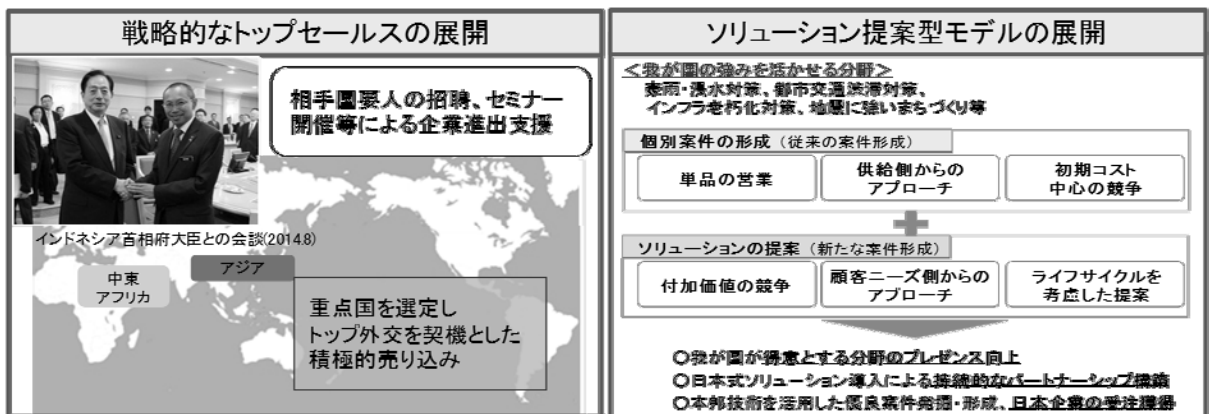 戦略的なトップセールスの展開
相手国要人の招聘、セミナー
開催等による企業進出支援
インドネシア首相府大臣との会談(2014.8)
中東
アフリカ
アジア
重点国を選定し
トップ外交を契機とした
積極的売り込み
ソリューション提案型モデルの展開
＜我が国の強みを活かせる分野＞
豪雨・浸水対策、都市交通渋滞対策、
インフラ老朽化対策、地震に強いまちづくり等
個別案件の形成（従来の案件形成）
単品の営業
供給側からの
アプローチ
初期コスト
中心の競争
ソリューションの提案（新たな案件形成）
付加価値の競争
顧客ニーズ側からの
アプローチ
ライフサイクルを
考慮した提案
○我が国が得意とする分野のプレゼンス向上
○日本式ソリューション導入による持続的なパートナーシップ構築
○本邦技術を活用した優良案件発掘・形成、日本企業の受注獲得